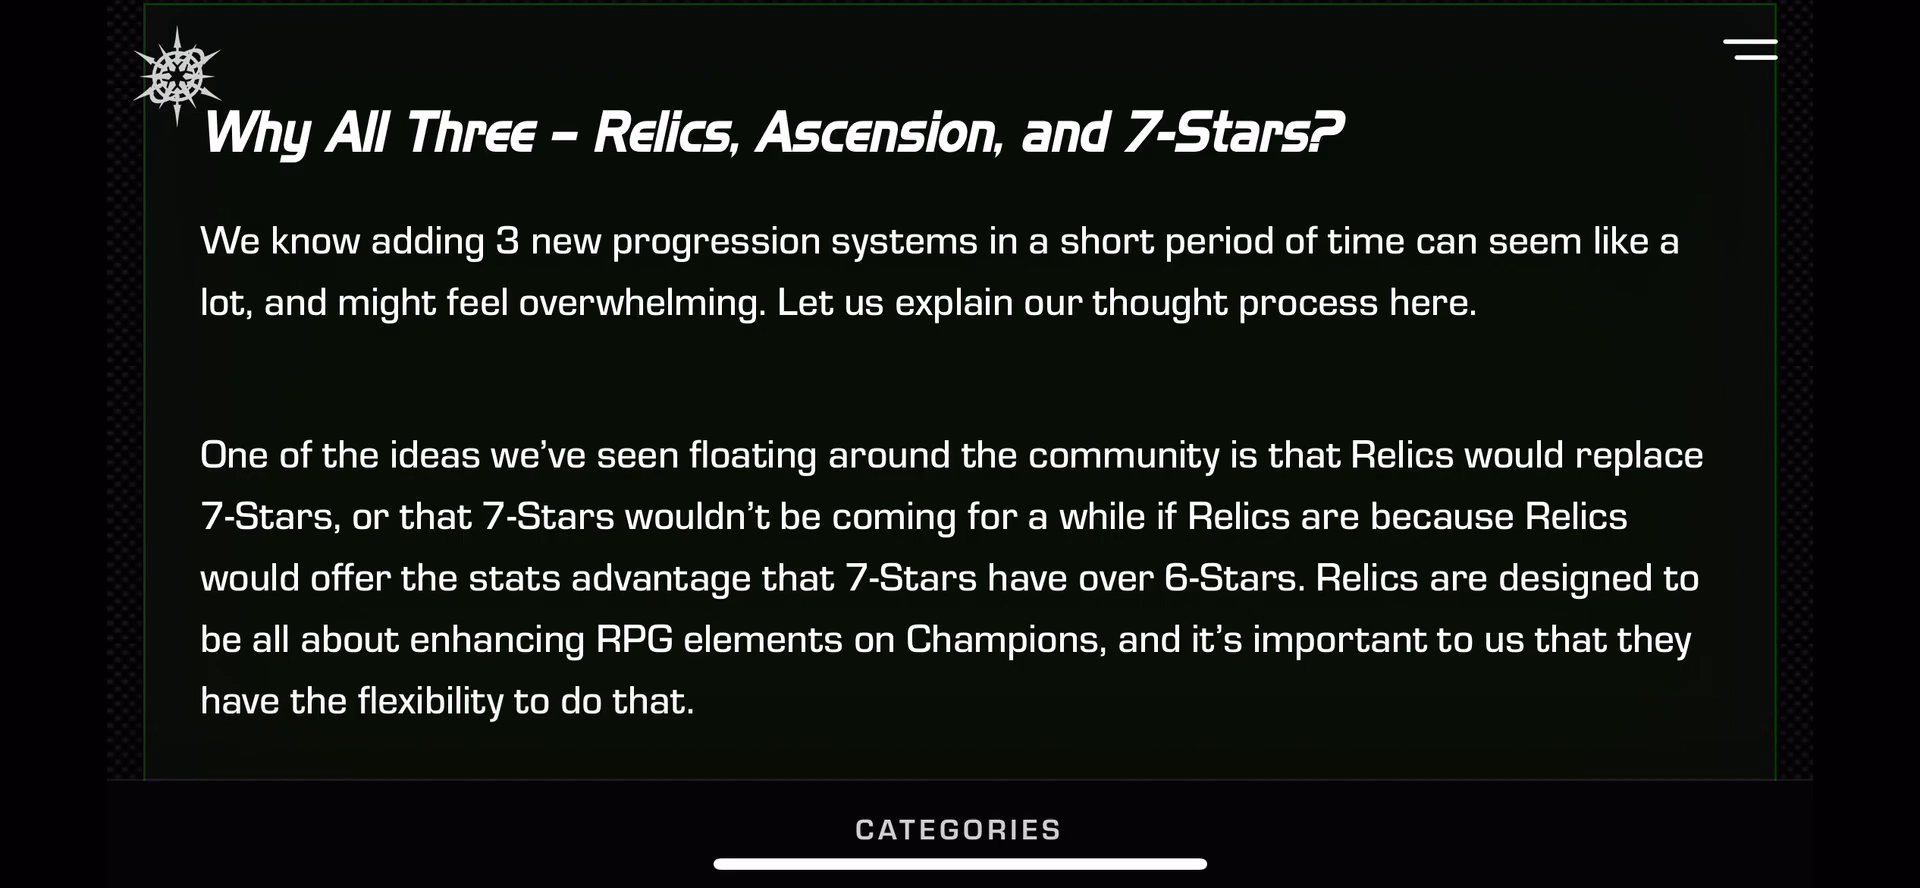 Why All Three – Relics, Ascension, and 7-Stars?
We know adding 3 new progression systems in a short period of time can seem like a
lot, and might feel overwhelming. Let us explain our thought process here.
One of the ideas we’ve seen floating around the community is that Relics would replace
7-Stars, or that 7-Stars wouldn’t be coming for a while if Relics are because Relics
would offer the stats advantage that 7-Stars have over 6-Stars. Relics are designed to
be all about enhancing RPG elements on Champions, and it’s important to us that they
have the flexibility to do that.
CATEGORIES